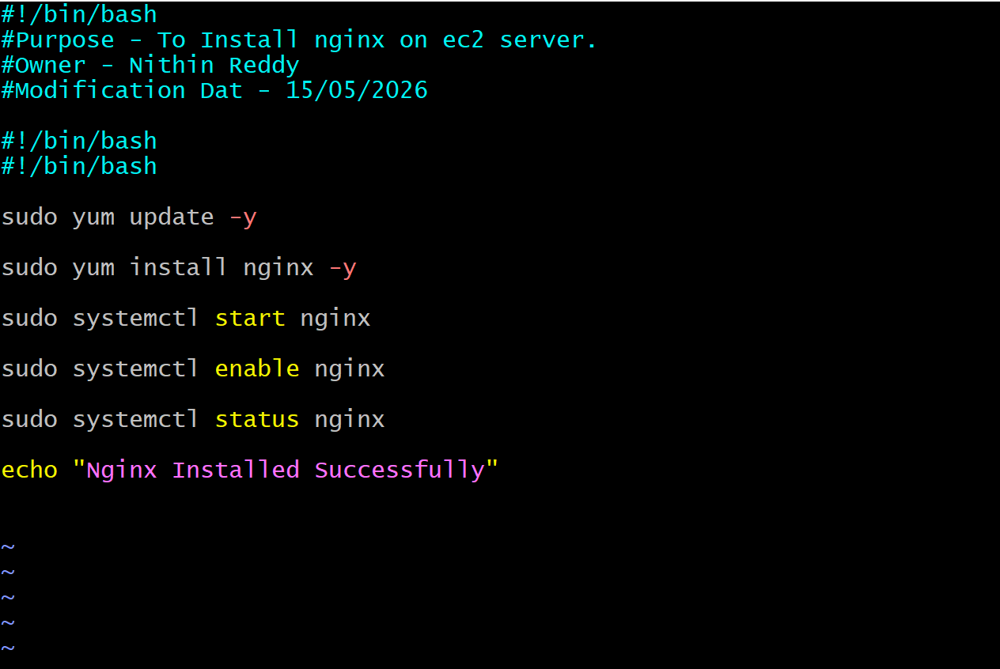 #!/bin/bash
#Purpose - To Install nginx on ec2 server.
#Owner - Nithin Reddy
#Modification Dat - 15/05/2026
#!/bin/bash
#!/bin/bash
sudo yum update -y
sudo yum install nginx -y
sudo systemctl start nginx
sudo systemctl enable nginx
sudo systemctl status nginx
echo "Nginx Installed Successfully"
~
~
~
~
~